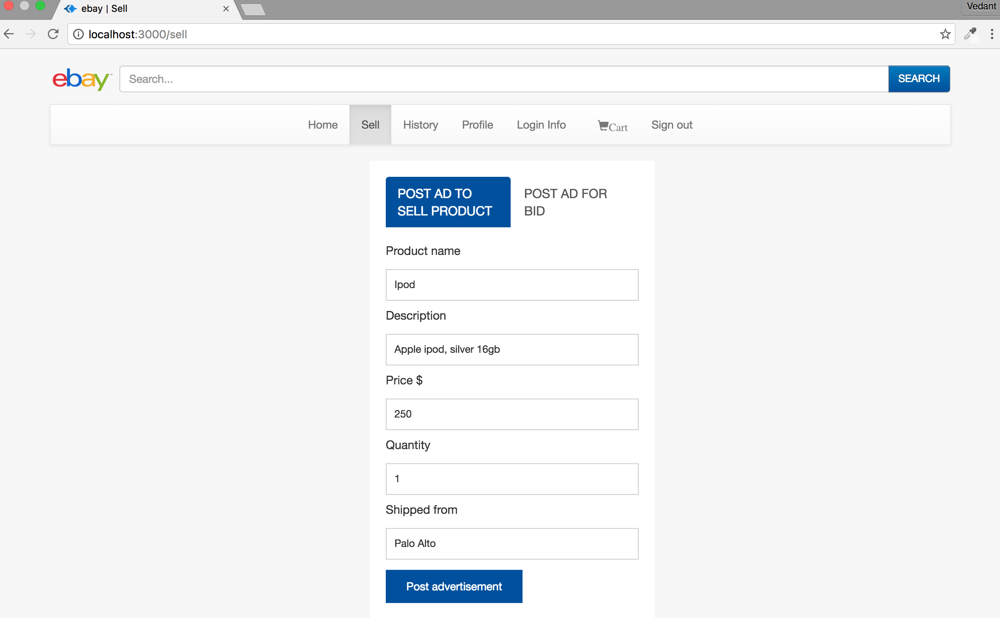 ebay | Sell
Vedant
localhost:3000/sell
ebay™
Search...
SEARCH
Home
Sell
History
Profile
Login Info
Cart
Sign out
POST AD TO
SELL PRODUCT
POST AD FOR
BID
Product name
Ipod
Description
Apple ipod, silver 16gb
Price $
250
Quantity
1
Shipped from
Palo Alto
Post advertisement